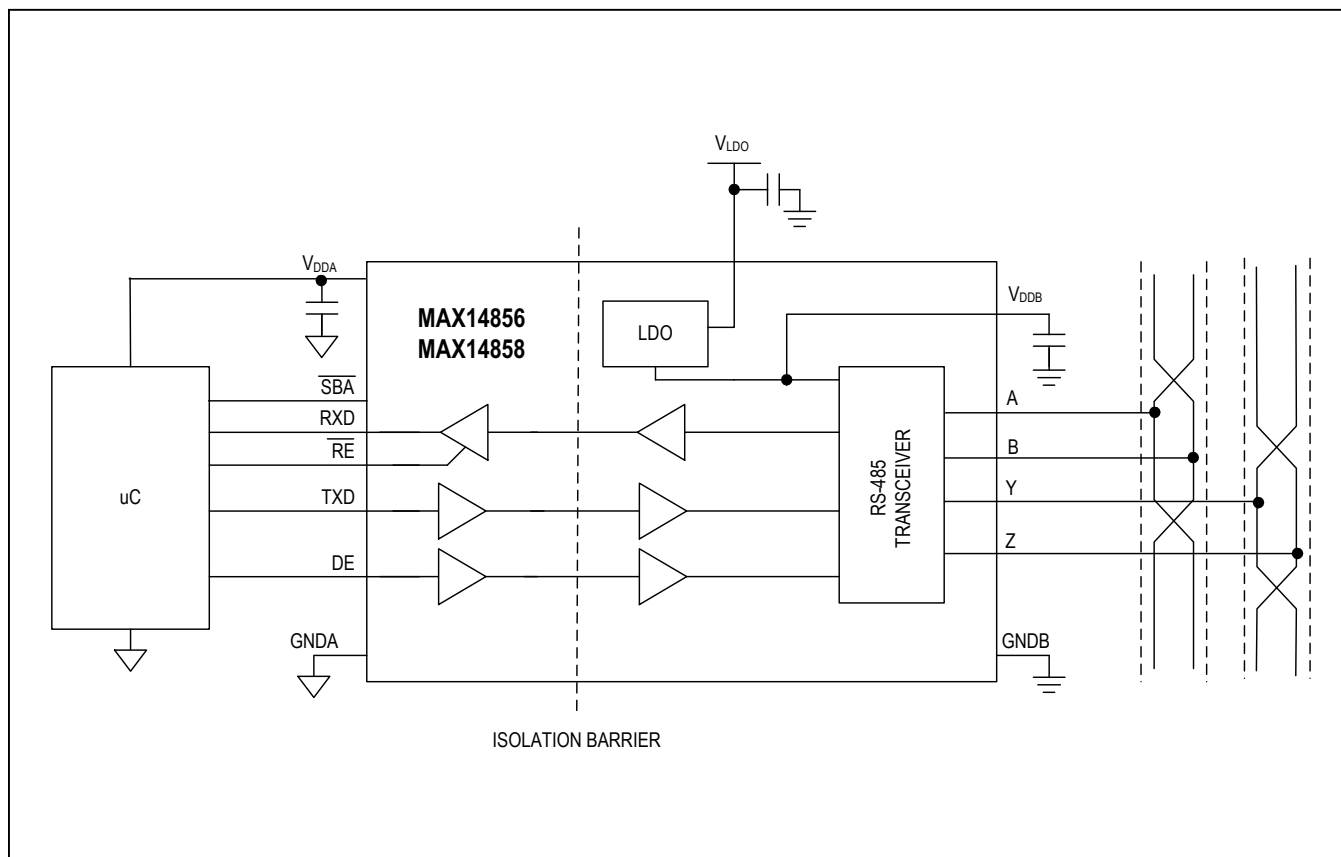 VLDO
VDDA
VDDB
MAX14856
MAX14858
LDO
SBA
RXD
RE
TXD
DE
uC
RS-485
TRANSCEIVER
A
B
Y
Z
GNDA
GNDB
ISOLATION BARRIER